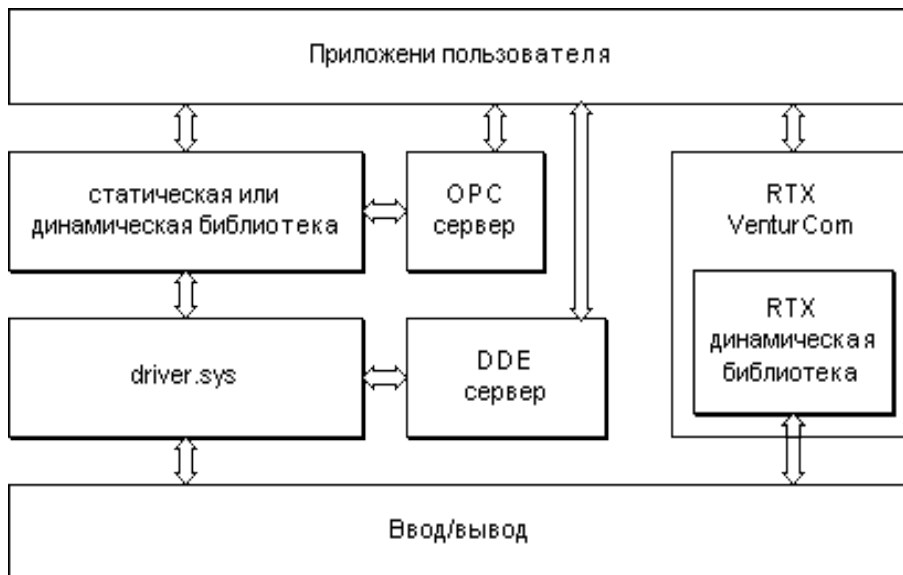 Приложени пользователя
статическая или
динамическая библиотека
OPC
сервер
RTX
VenturCom
RTX
динамическая
библиотека
driver.sys
DDE
сервер
Ввод/вывод